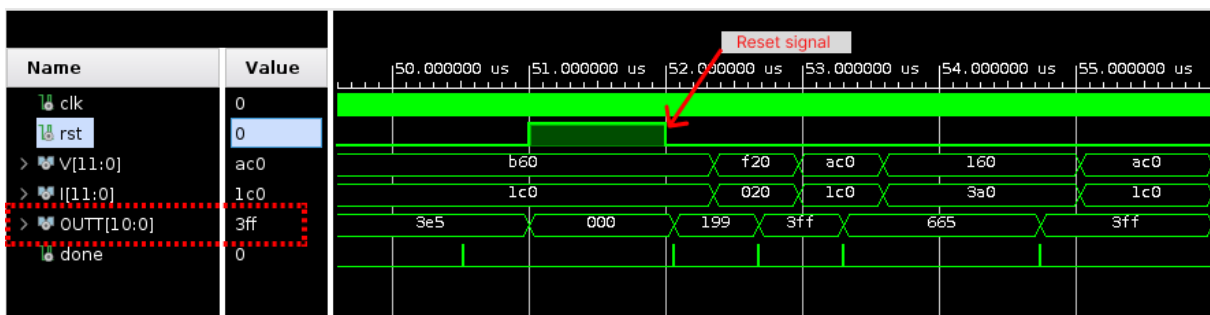 Reset signal
Name Value
50.000000 us 51.000000 us 52.000000 us 53.000000 us 54.000000 us 55.000000 us
clk 0
rst 0
V[11:0] ac0 b60 f20 ac0 160 ac0
I[11:0] 1c0 1c0 020 1c0 3a0 1c0
OUTT[10:0] 3ff 3e5 000 199 3ff 665 3ff
done 0